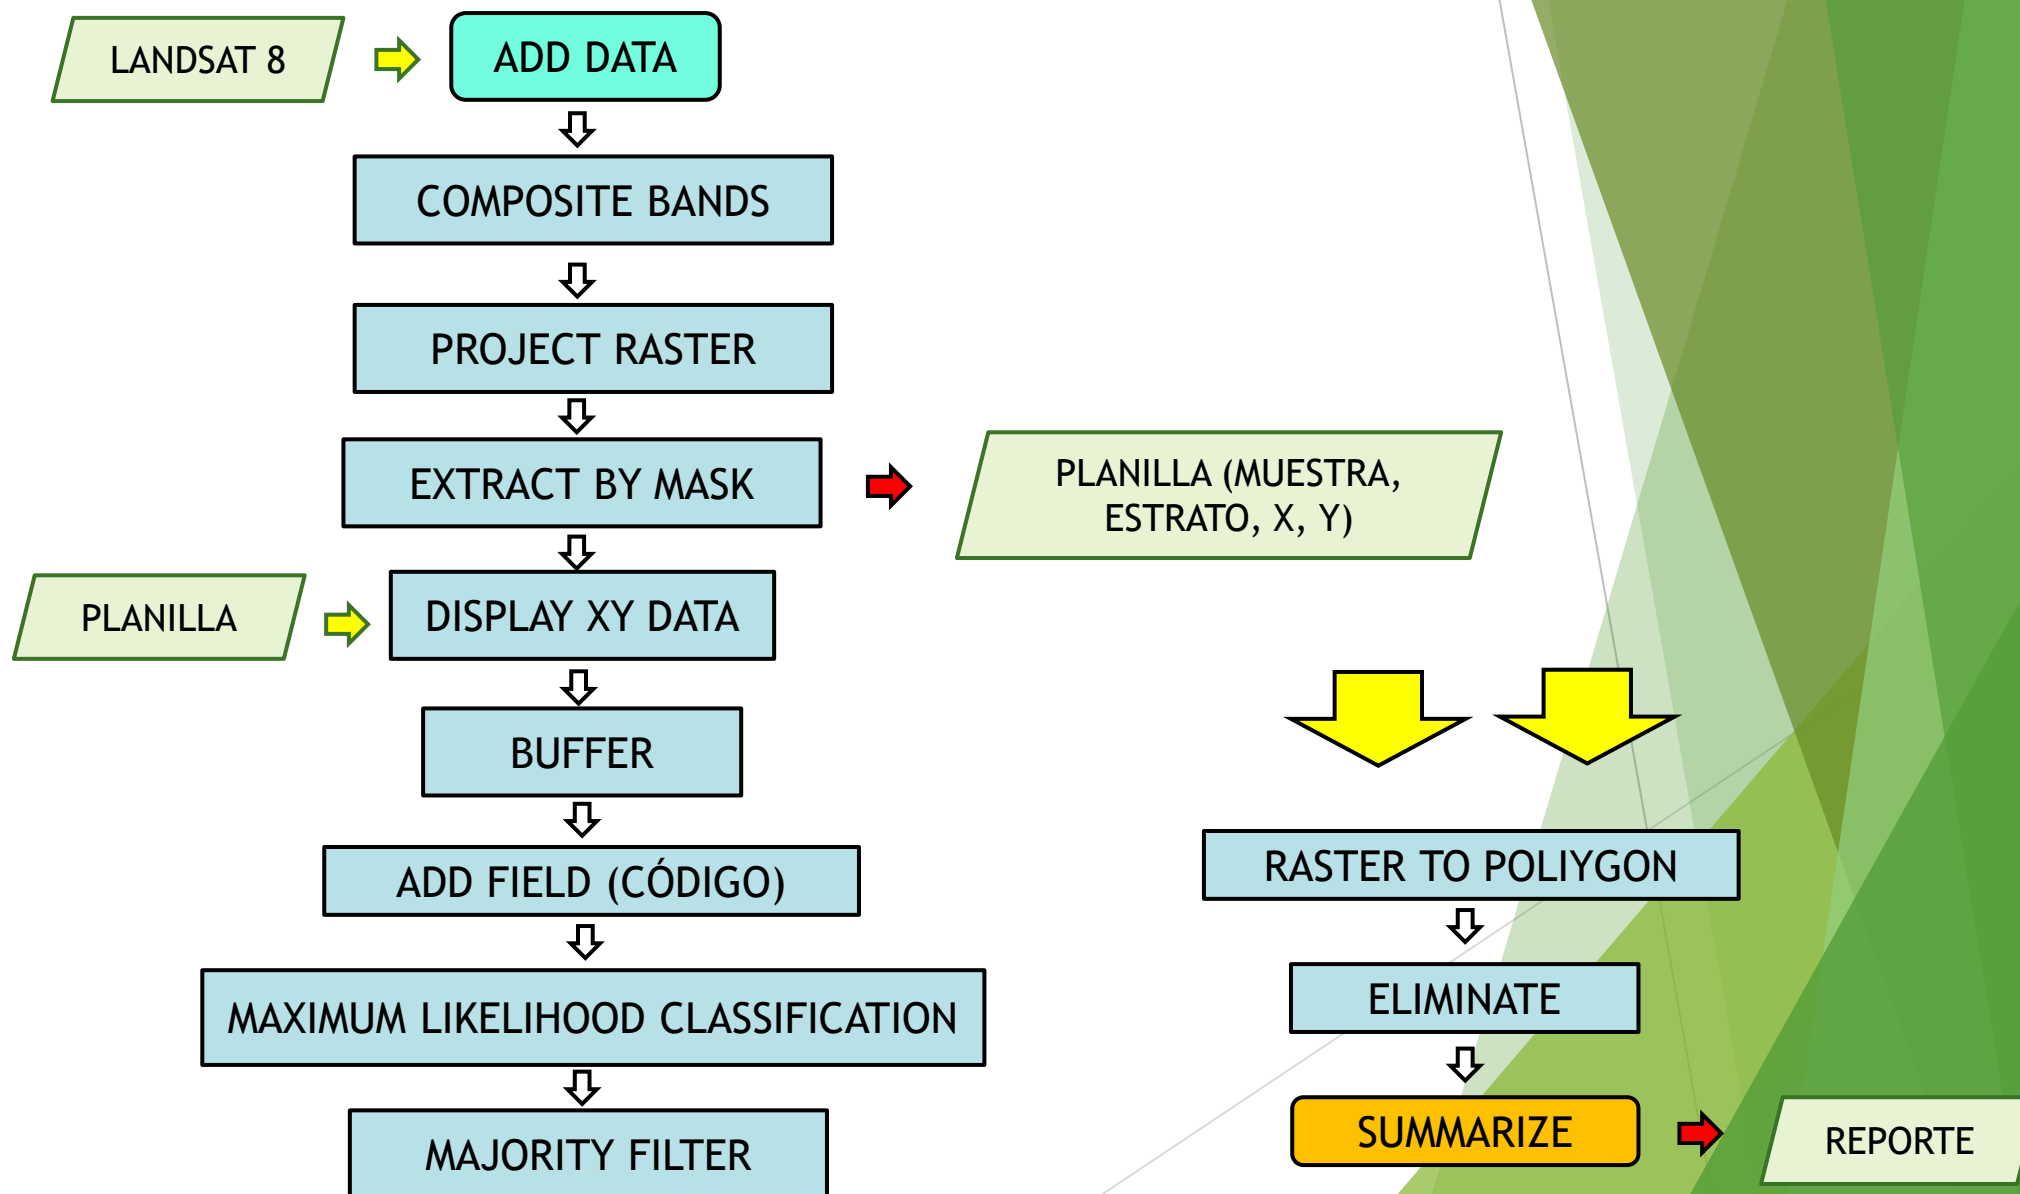 LANDSAT 8
ADD DATA
COMPOSITE BANDS
PROJECT RASTER
EXTRACT BY MASK
PLANILLA (MUESTRA,
ESTRATO, X, Y)
PLANILLA
DISPLAY XY DATA
BUFFER
ADD FIELD (CÓDIGO)
MAXIMUM LIKELIHOOD CLASSIFICATION
MAJORITY FILTER
RASTER TO POLIYGON
ELIMINATE
SUMMARIZE
REPORTE